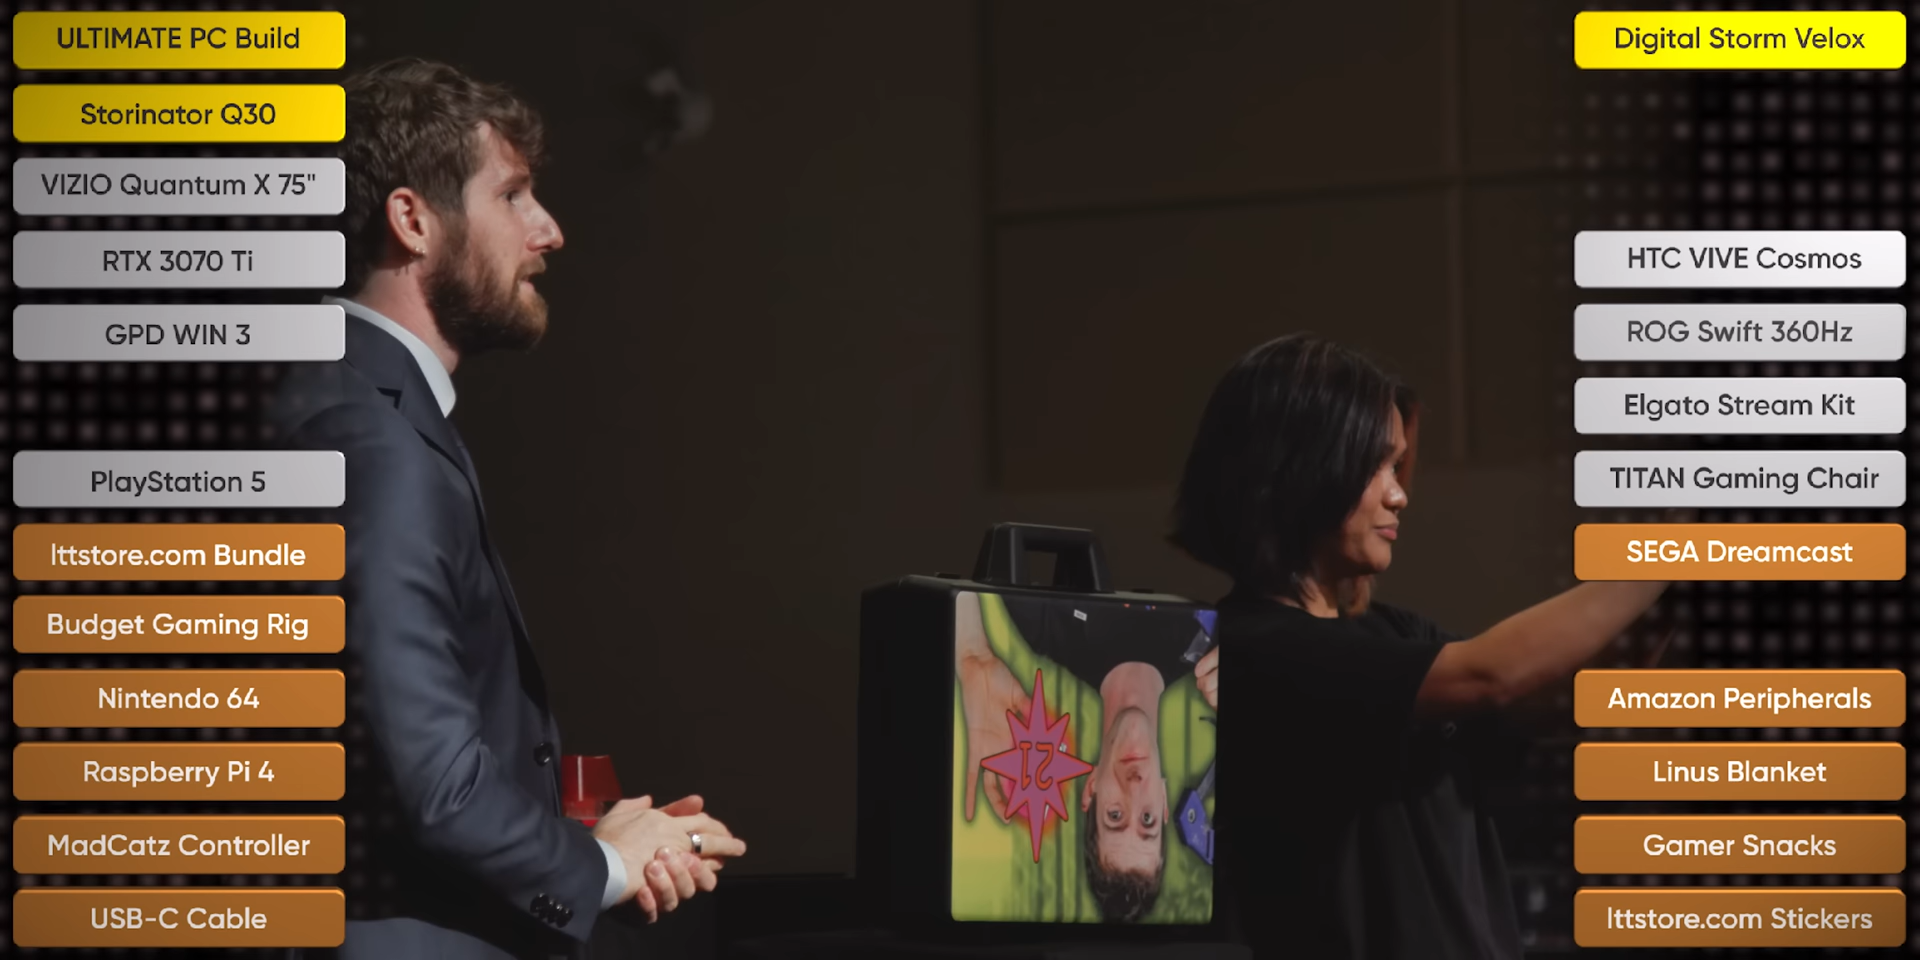 ULTIMATE PC Build
Storinator Q30
VIZIO Quantum X 75"
RTX 3070 Ti
GPD WIN 3
PlayStation 5
lttstore.com Bundle
Budget Gaming Rig
Nintendo 64
Raspberry Pi 4
MadCatz Controller
USB-C Cable
21
Digital Storm Velox
HTC VIVE Cosmos
ROG Swift 360Hz
Elgato Stream Kit
TITAN Gaming Chair
SEGA Dreamcast
Amazon Peripherals
Linus Blanket
Gamer Snacks
lttstore.com Stickers